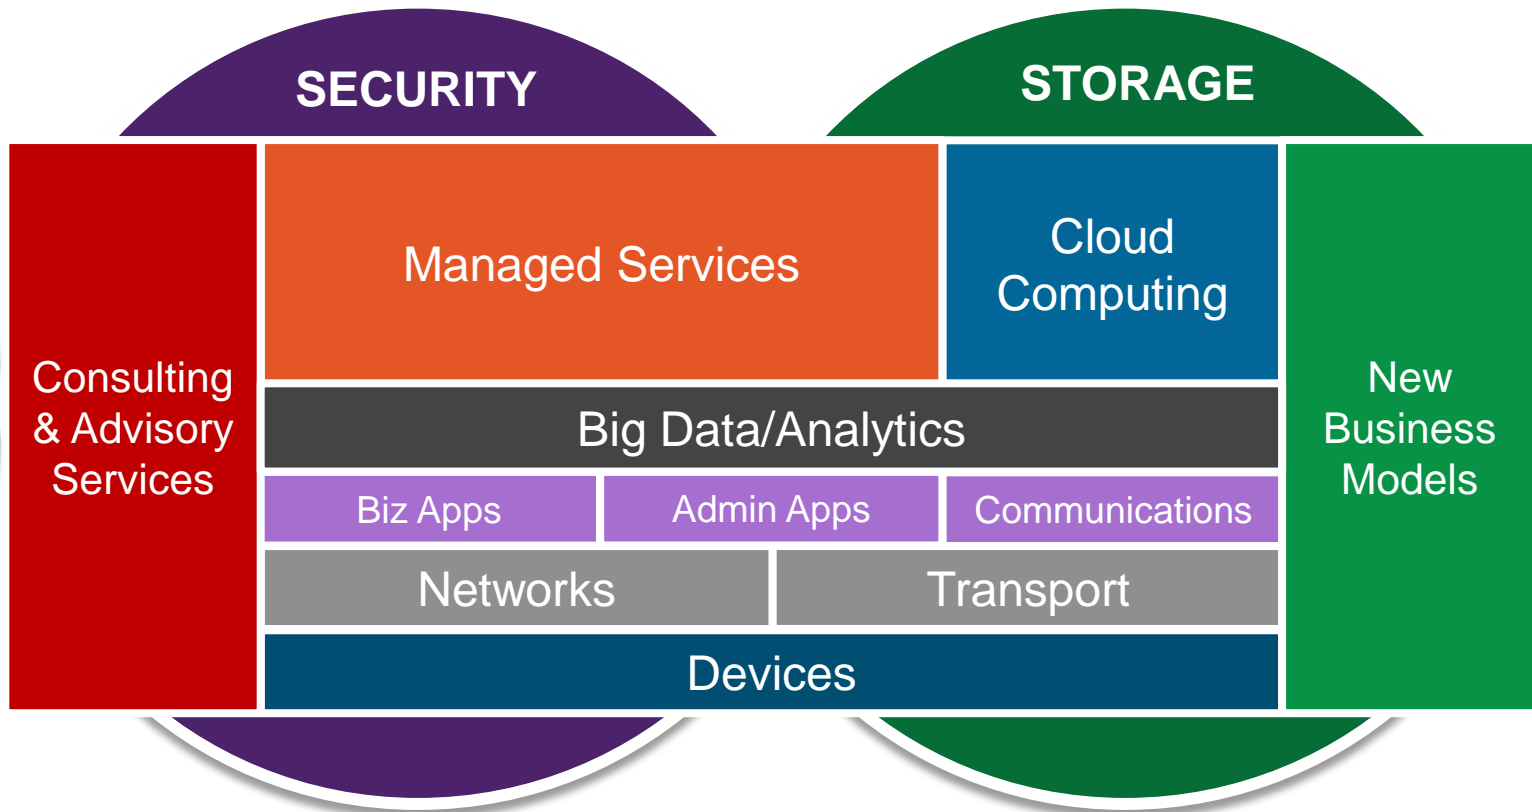 SECURITY
STORAGE
Managed Services
Cloud
Computing
Consulting
& Advisory
Services
New
Business
Models
Big Data/Analytics
Biz Apps
Admin Apps
Communications
Networks
Transport
Devices